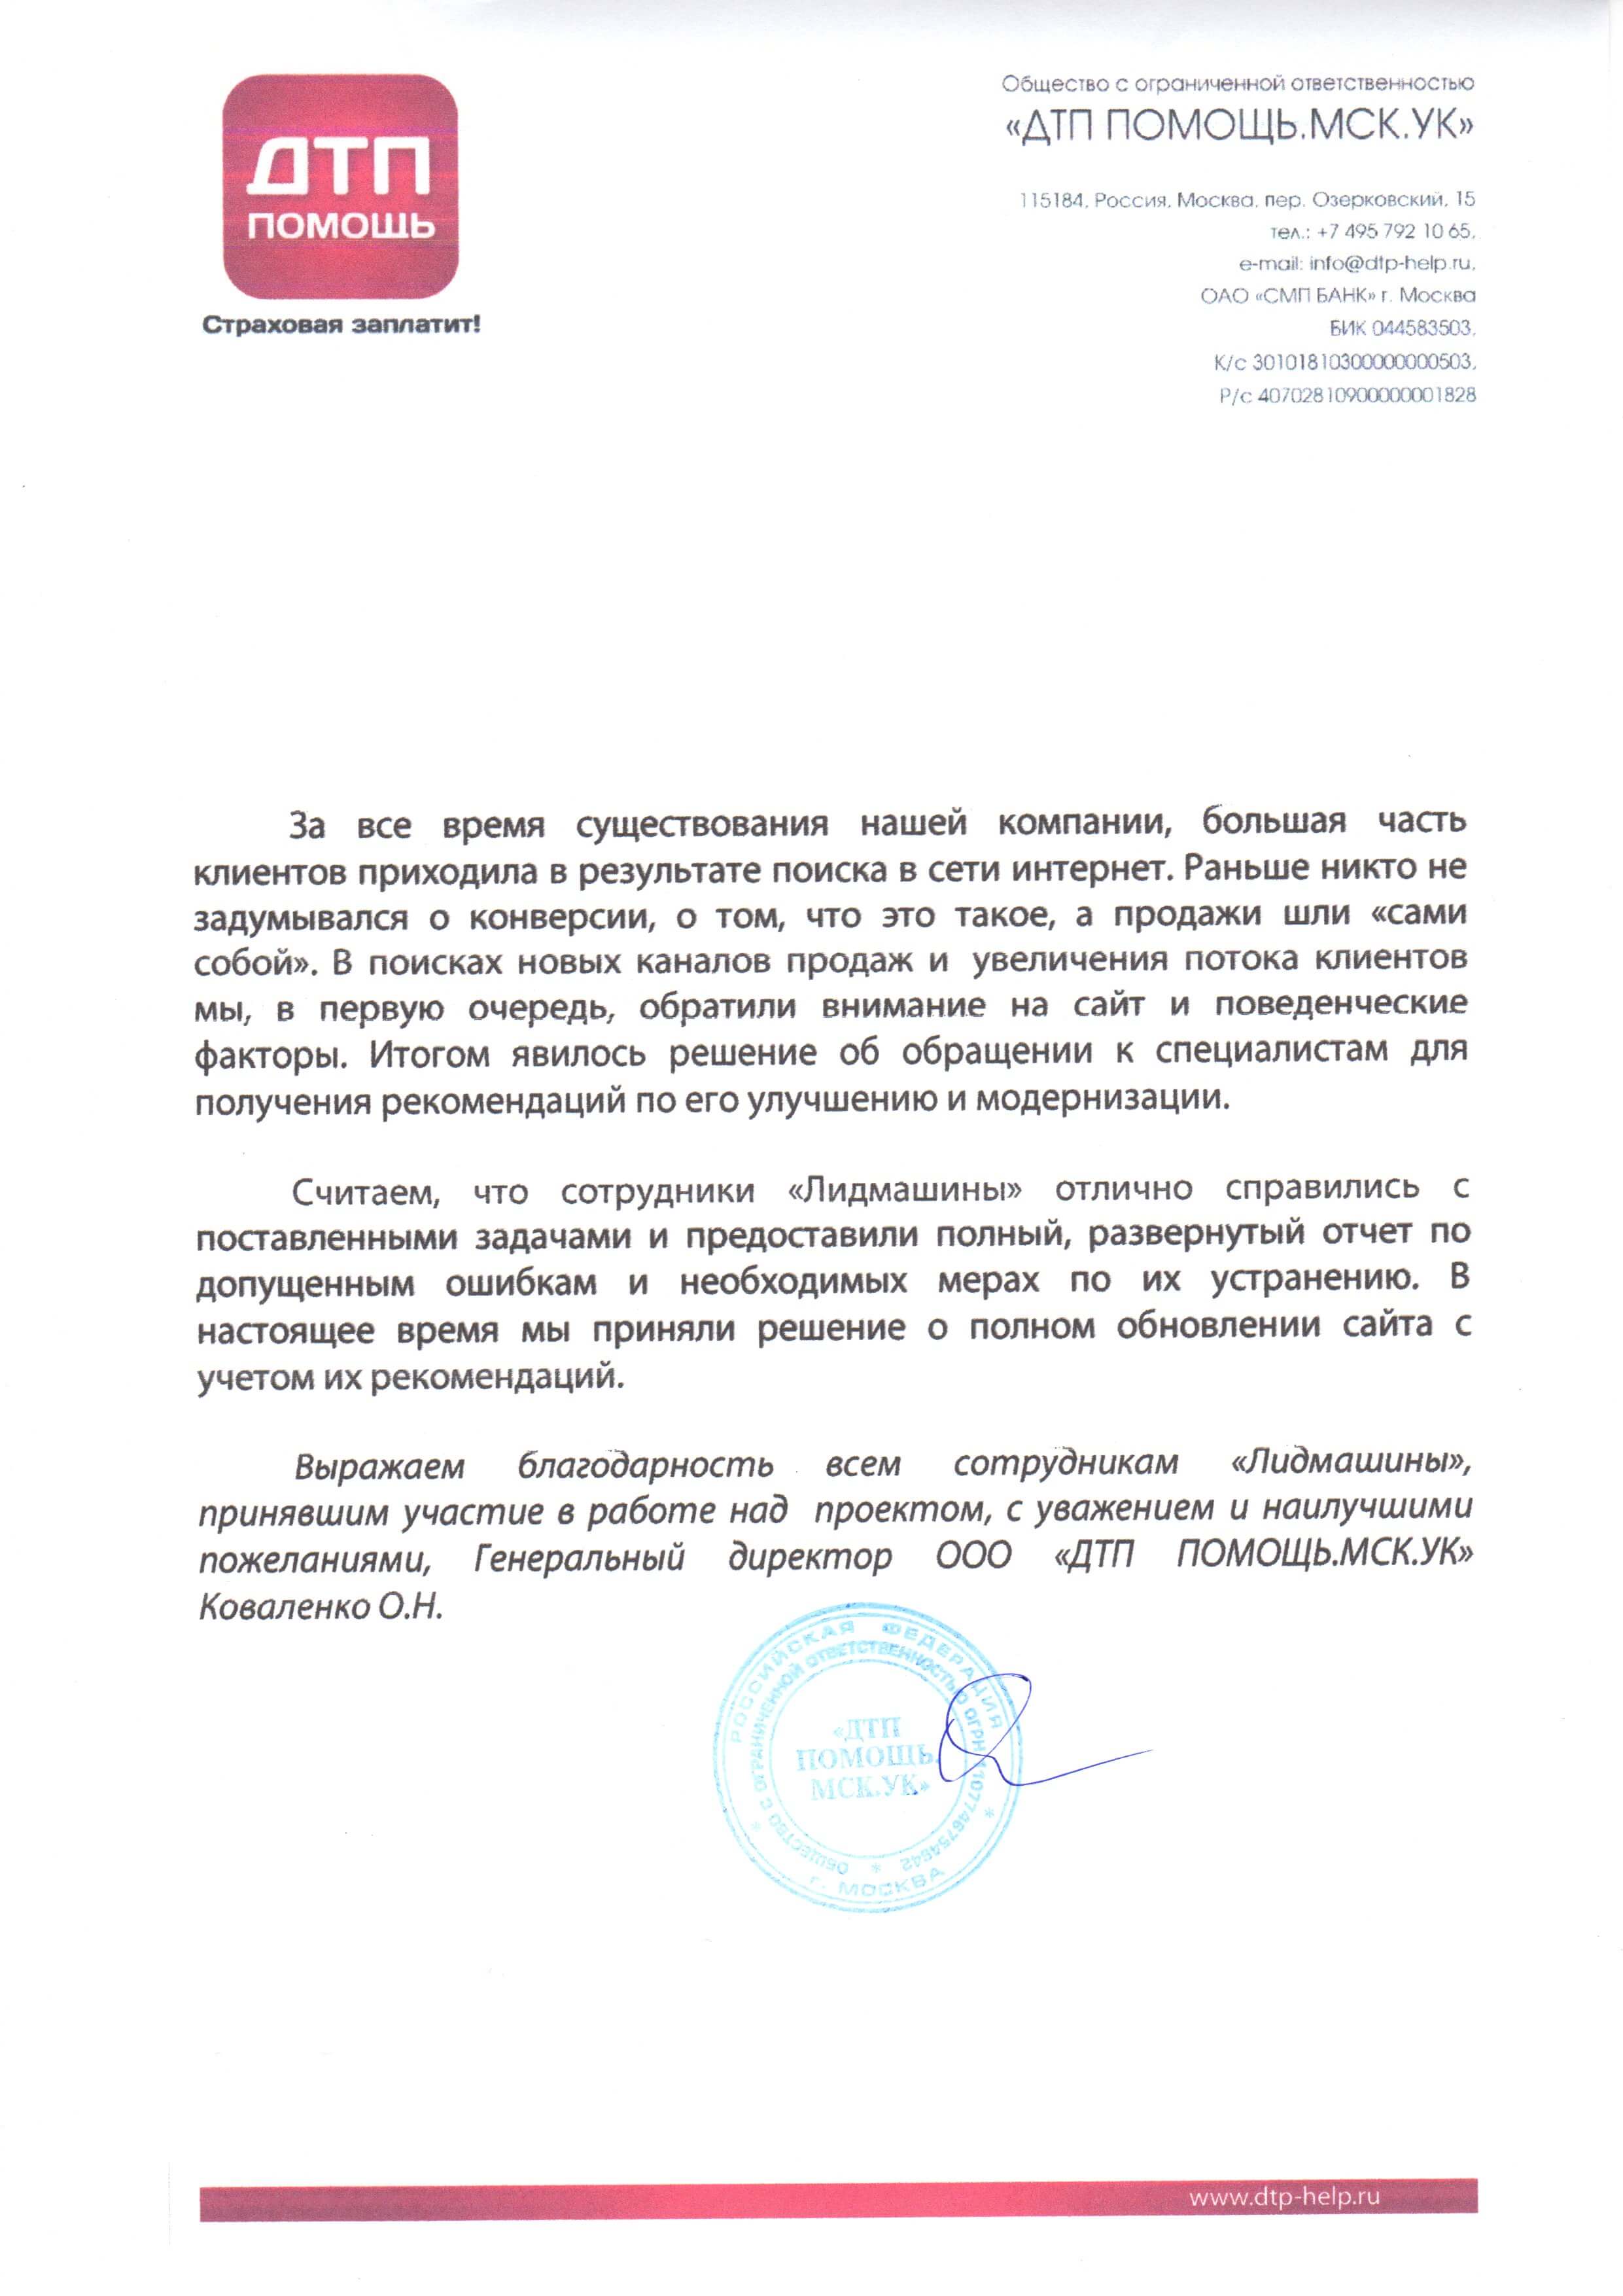 ДТП
ПОМОЩЬ
Страховая заплатит!
Общество с ограниченной ответственностью
«ДТП ПОМОЩЬ.МСК.УК»
115184, Россия, Москва, пер. Озерковский, 15
тел.: +7 495 792 10 65,
e-mail: info@dtp-help.ru,
ОАО «СМП БАНК» г. Москва
БИК 044583503,
К/с 30101810300000000503,
Р/с 40702810900000001828
За все время существования нашей компании, большая часть
клиентов приходила в результате поиска в сети интернет. Раньше никто не
задумывался о конверсии, о том, что это такое, а продажи шли «сами
собой». В поисках новых каналов продаж и увеличения потока клиентов
мы, в первую очередь, обратили внимание на сайт и поведенческие
факторы. Итогом явилось решение об обращении к специалистам для
получения рекомендаций по его улучшению и модернизации.
Считаем, что сотрудники «Лидмашины» отлично справились с
поставленными задачами и предоставили полный, развернутый отчет по
допущенным ошибкам и необходимых мерах по их устранению. В
настоящее время мы приняли решение о полном обновлении сайта с
учетом их рекомендаций.
Выражаем благодарность всем сотрудникам «Лидмашины»,
принявшим участие в работе над проектом, с уважением и наилучшими
пожеланиями, Генеральный директор ООО «ДТП ПОМОЩЬ.МСК.УК»
Коваленко О.Н.
РОССИЙСКАЯ ФЕДЕРАЦИЯ
ОБЩЕСТВО С ОГРАНИЧЕННОЙ ОТВЕТСТВЕННОСТЬЮ ОГРН
«ДТП
ПОМОЩЬ.
МСК.УК»
г. МОСКВА
www.dtp-help.ru